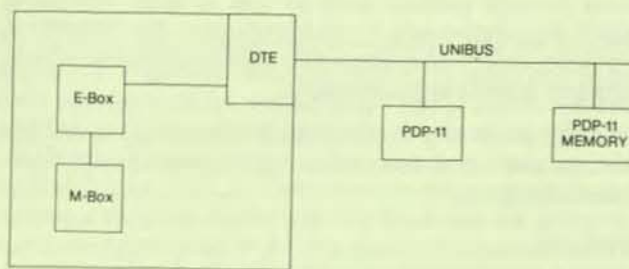 DTE
UNIBUS
E-Box
PDP-11
PDP-11
MEMORY
M-Box